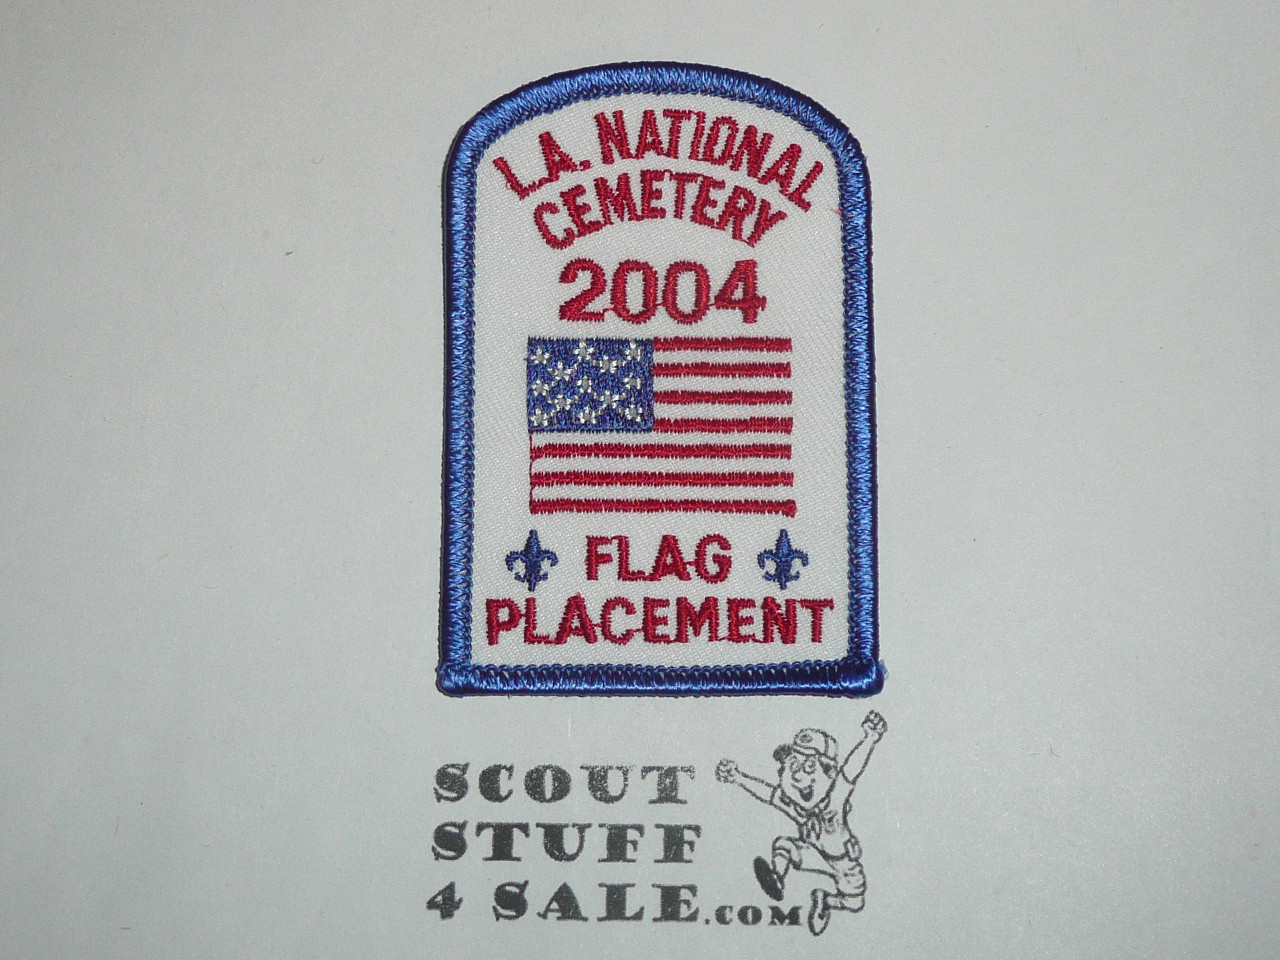 L.A. NATIONAL
CEMETERY
2004
FLAG
PLACEMENT
SCOUT
STUFF
4 SALE.COM